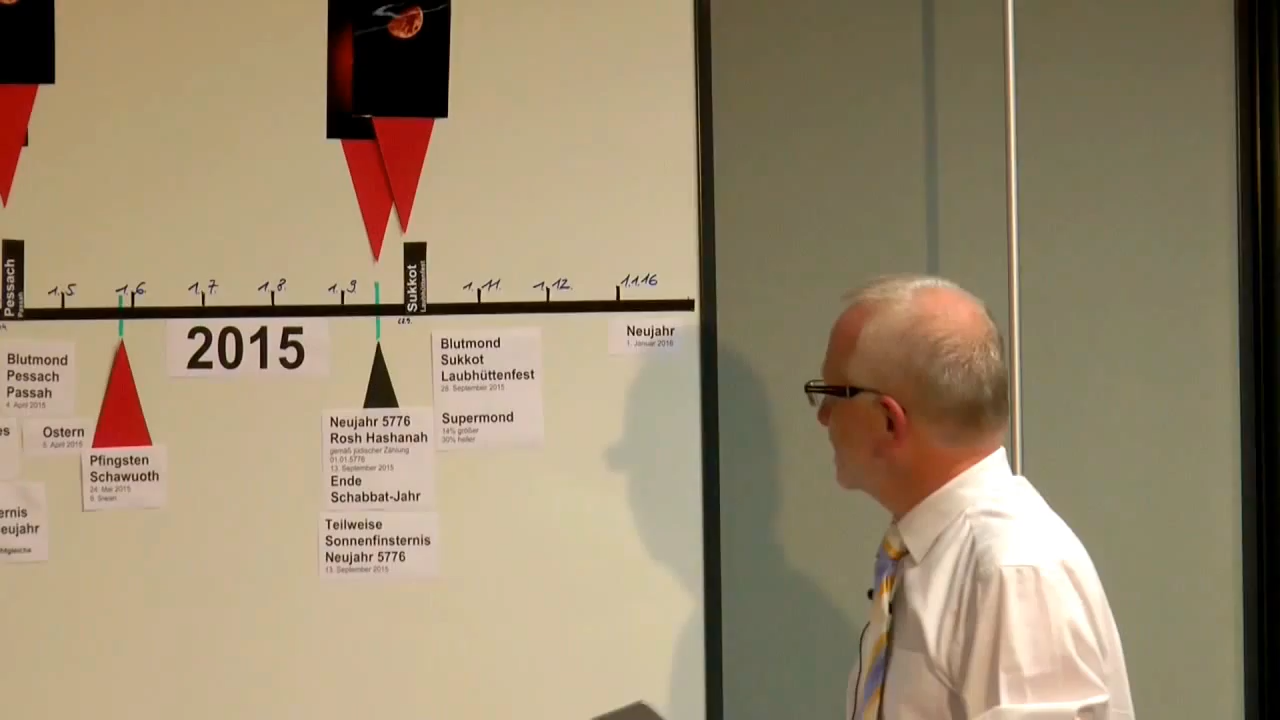 Pessach
Passah
1.5.
1.6.
1.7.
1.8.
1.9.
Sukkot
Laubhüttenfest
1.11.
1.12.
1.1.16
2015
Blutmond
Pessach
Passah
4. April 2015
Ostern
5. April 2015
Pfingsten
Schawuoth
24. Mai 2015
6. Sivan
Neujahr 5776
Rosh Hashanah
gemäß jüdischer Zählung
01.01.5776
13. September 2015
Ende
Schabbat-Jahr
Teilweise
Sonnenfinsternis
Neujahr 5776
13. September 2015
Blutmond
Sukkot
Laubhüttenfest
28. September 2015
Supermond
14% größer
30% heller
Neujahr
1. Januar 2016
ernis
eujahr